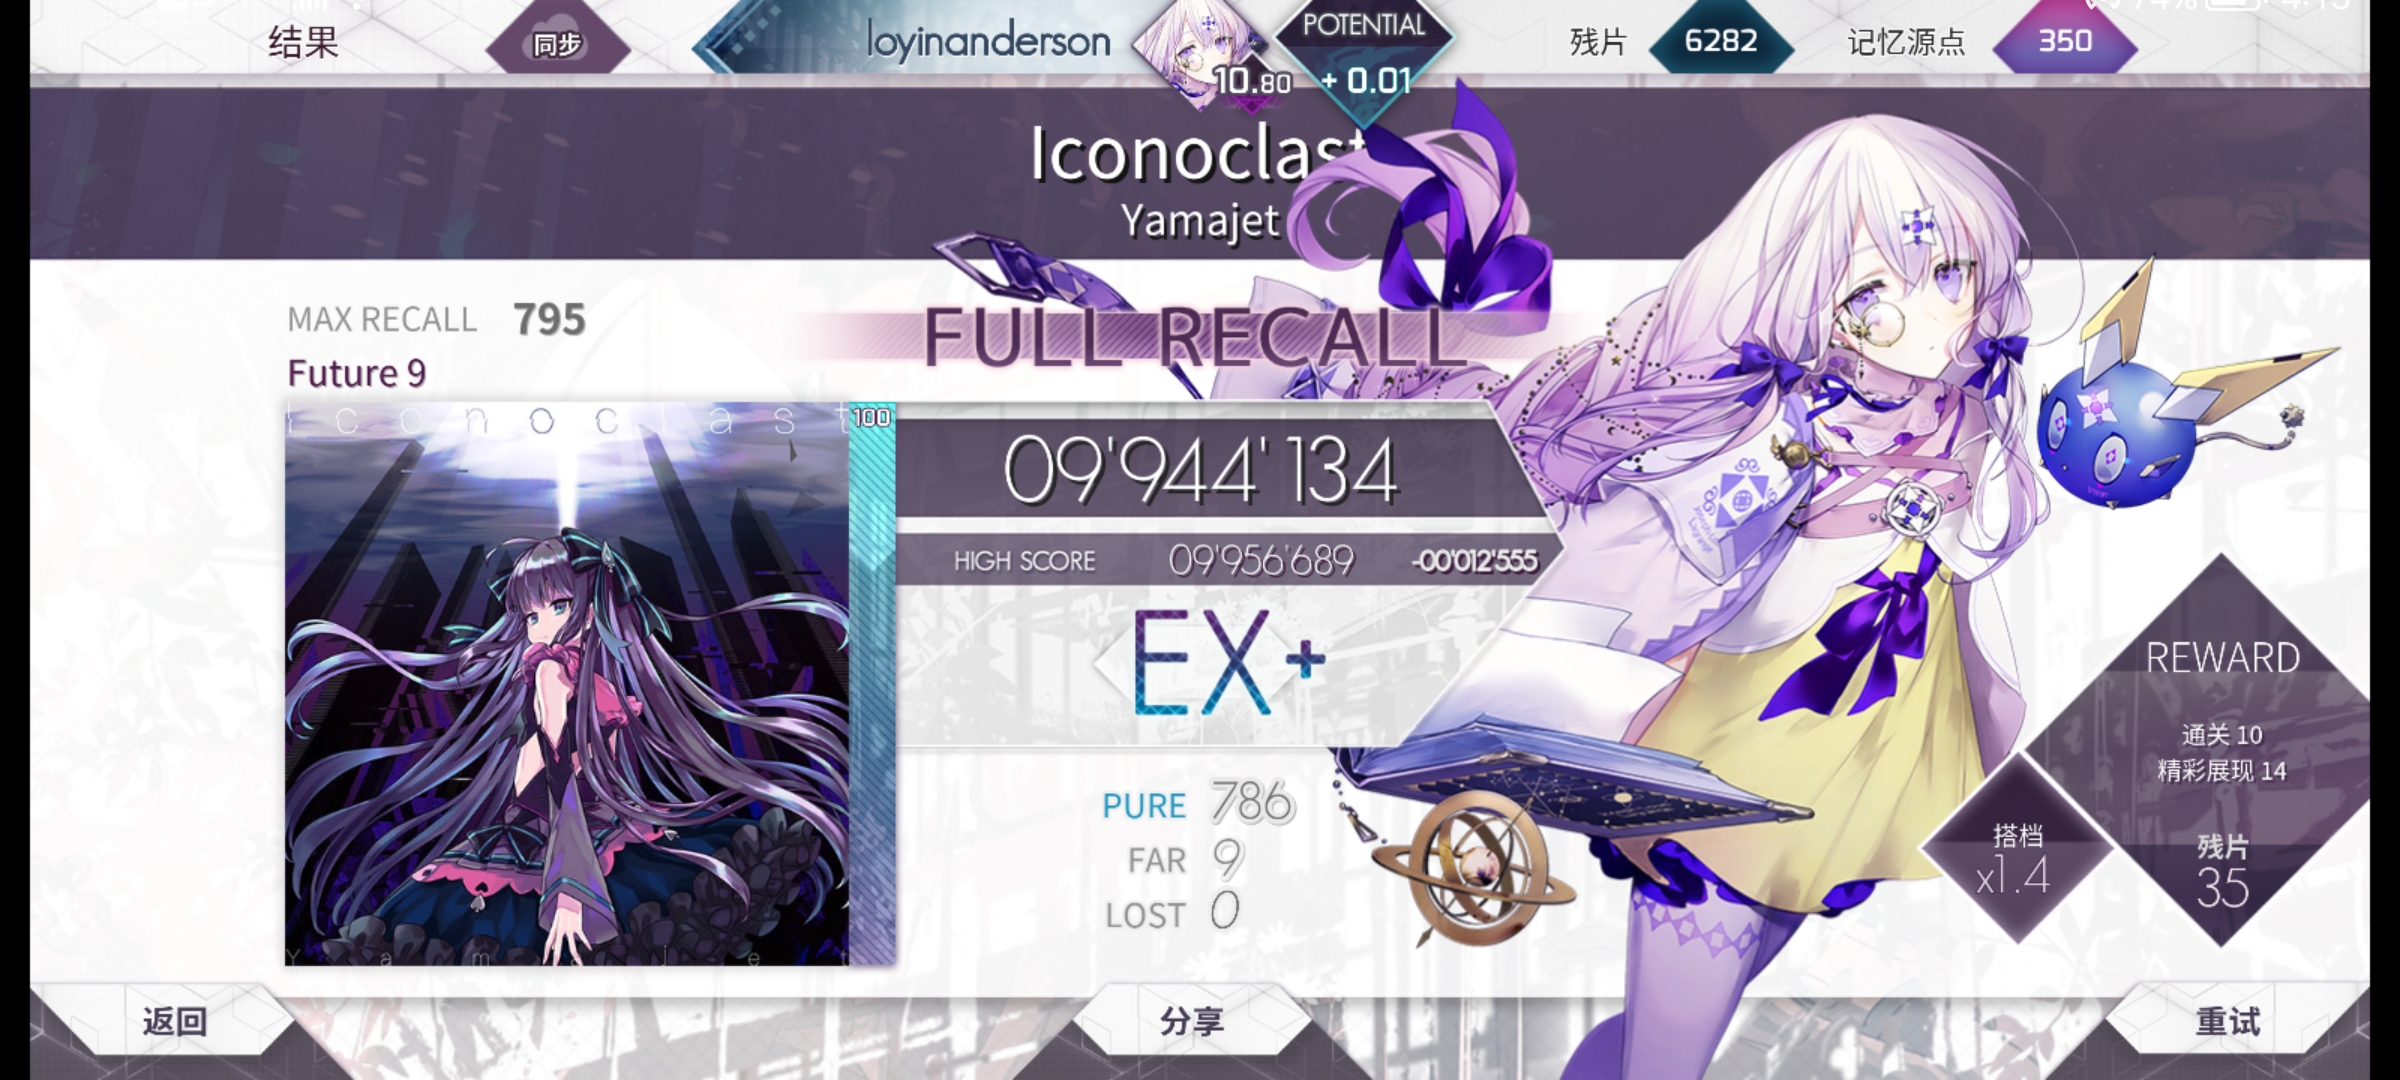 结果
同步
loyinanderson
10.80
POTENTIAL
+ 0.01
残片 6282
记忆源点 350
Iconoclast
Yamajet
MAX RECALL 795
FULL RECALL
Future 9
Iconoclast
100
09'944'134
HIGH SCORE 09'956'689 -00'012'555
EX+
PURE 786
FAR 9
LOST 0
Yamajet
REWARD
通关 10
精彩展现 14
搭档
x1.4
残片
35
返回
分享
重试